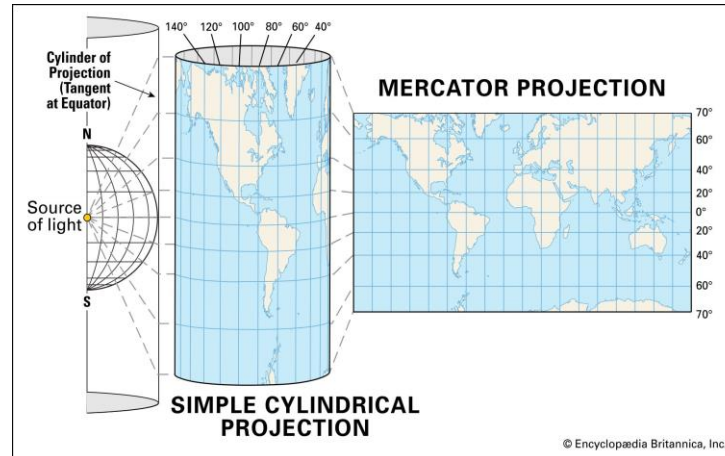 140° 120° 100° 80° 60° 40°
Cylinder of
Projection
(Tangent
at Equator)
N
Source
of light
S
MERCATOR PROJECTION
70°
60°
40°
20°
0°
20°
40°
60°
70°
SIMPLE CYLINDRICAL
PROJECTION
© Encyclopædia Britannica, Inc.